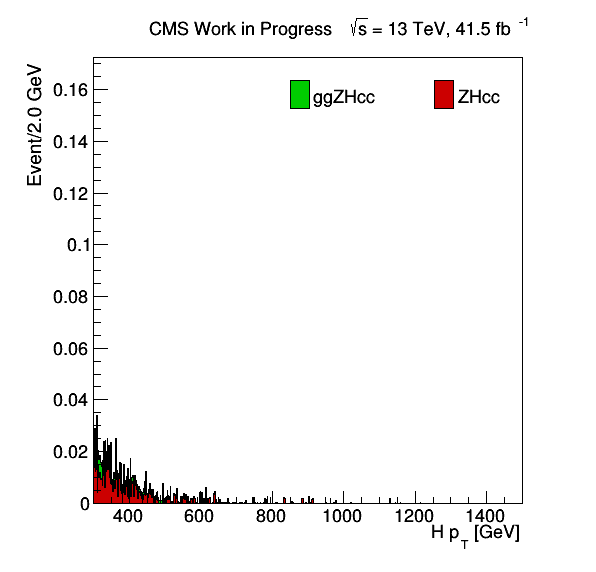 CMS Work in Progress √s = 13 TeV, 41.5 fb -1
Event/2.0 GeV
ggZHcc ZHcc
0.16
0.14
0.12
0.1
0.08
0.06
0.04
0.02
0
400 600 800 1000 1200 1400
H pT [GeV]